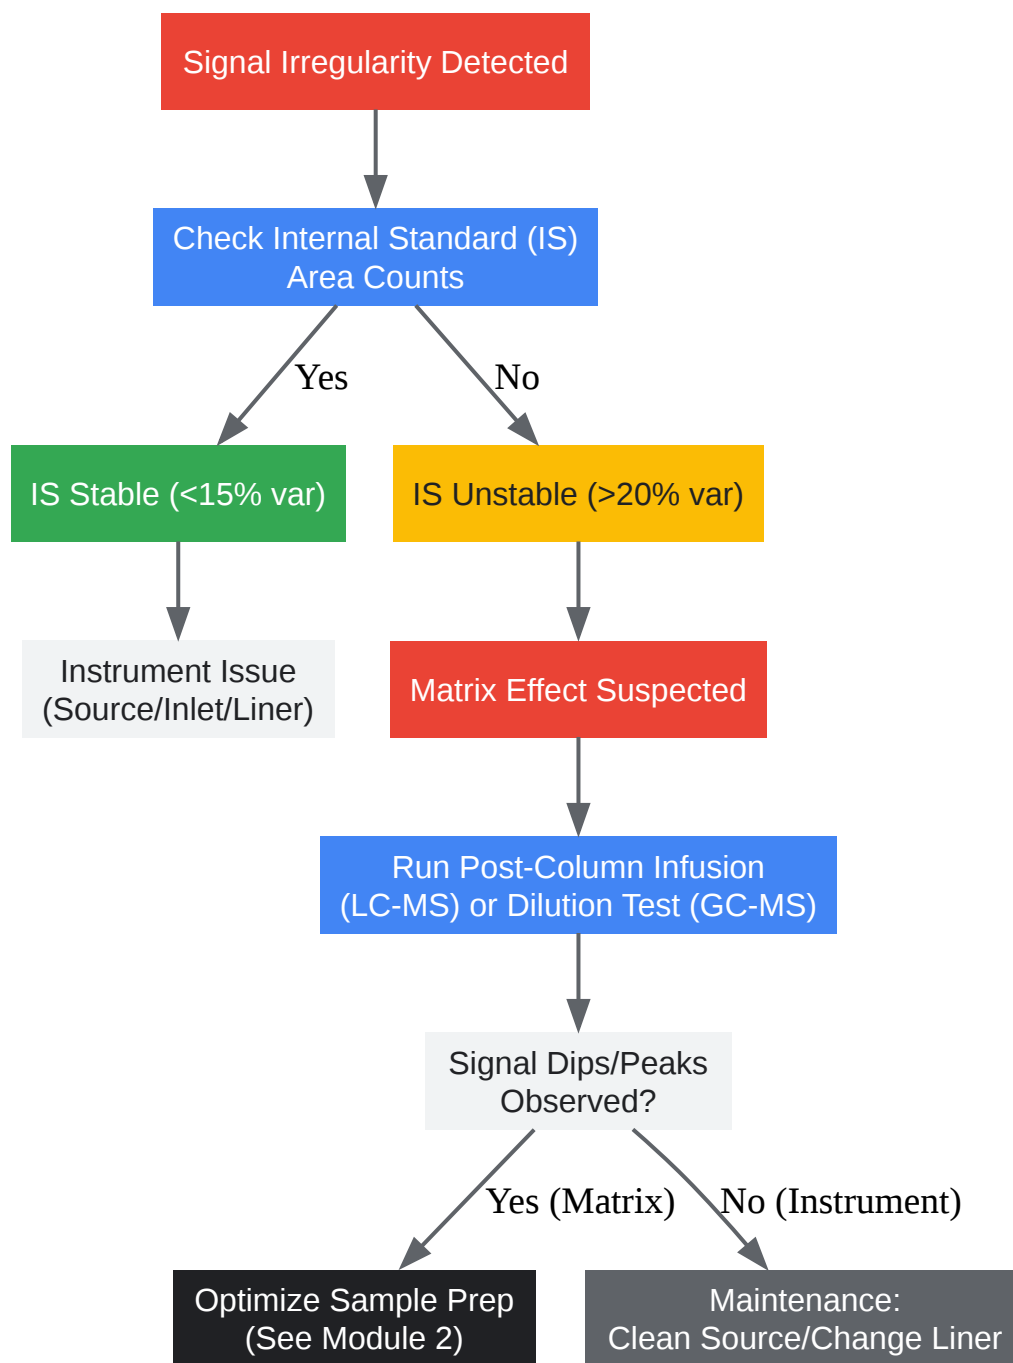 Signal Irregularity Detected
Check Internal Standard (IS)
Area Counts
Yes
No
IS Stable (<15% var)
IS Unstable (>20% var)
Instrument Issue
(Source/Inlet/Liner)
Matrix Effect Suspected
Run Post-Column Infusion
(LC-MS) or Dilution Test (GC-MS)
Signal Dips/Peaks
Observed?
Yes (Matrix)
No (Instrument)
Optimize Sample Prep
(See Module 2)
Maintenance:
Clean Source/Change Liner